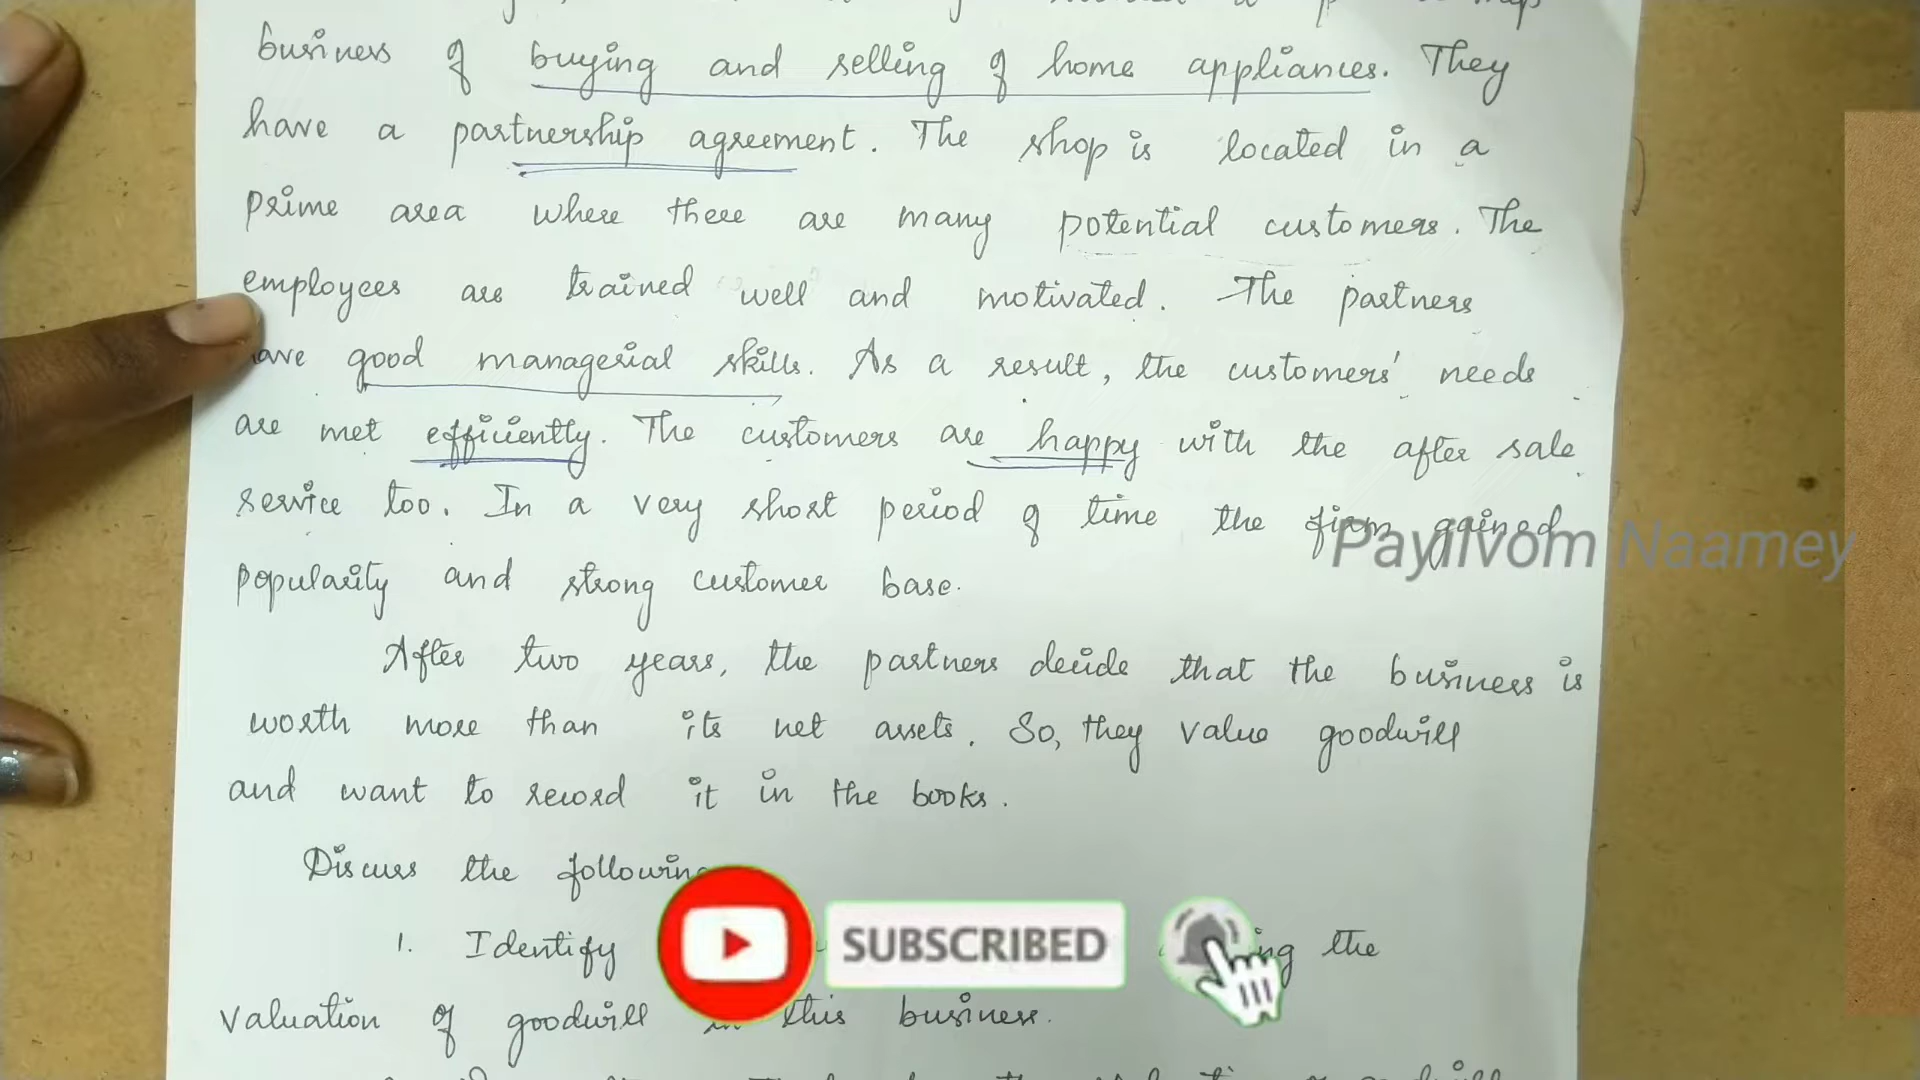 business of buying and selling of home appliances. They
have a partnership agreement. The shop is located in a
prime area where there are many potential customers. The
employees are trained well and motivated. The partners
have good managerial skills. As a result, the customers' needs
are met efficiently. The customers are happy with the after sale
service too. In a very short period of time the firm gained
Payilvom Naamey
popularity and strong customer base.
After two years, the partners decide that the business is
worth more than its net assets. So, they value goodwill
and want to record it in the books.
Discuss the following
1. Identify the
SUBSCRIBED
valuation of goodwill in this business.